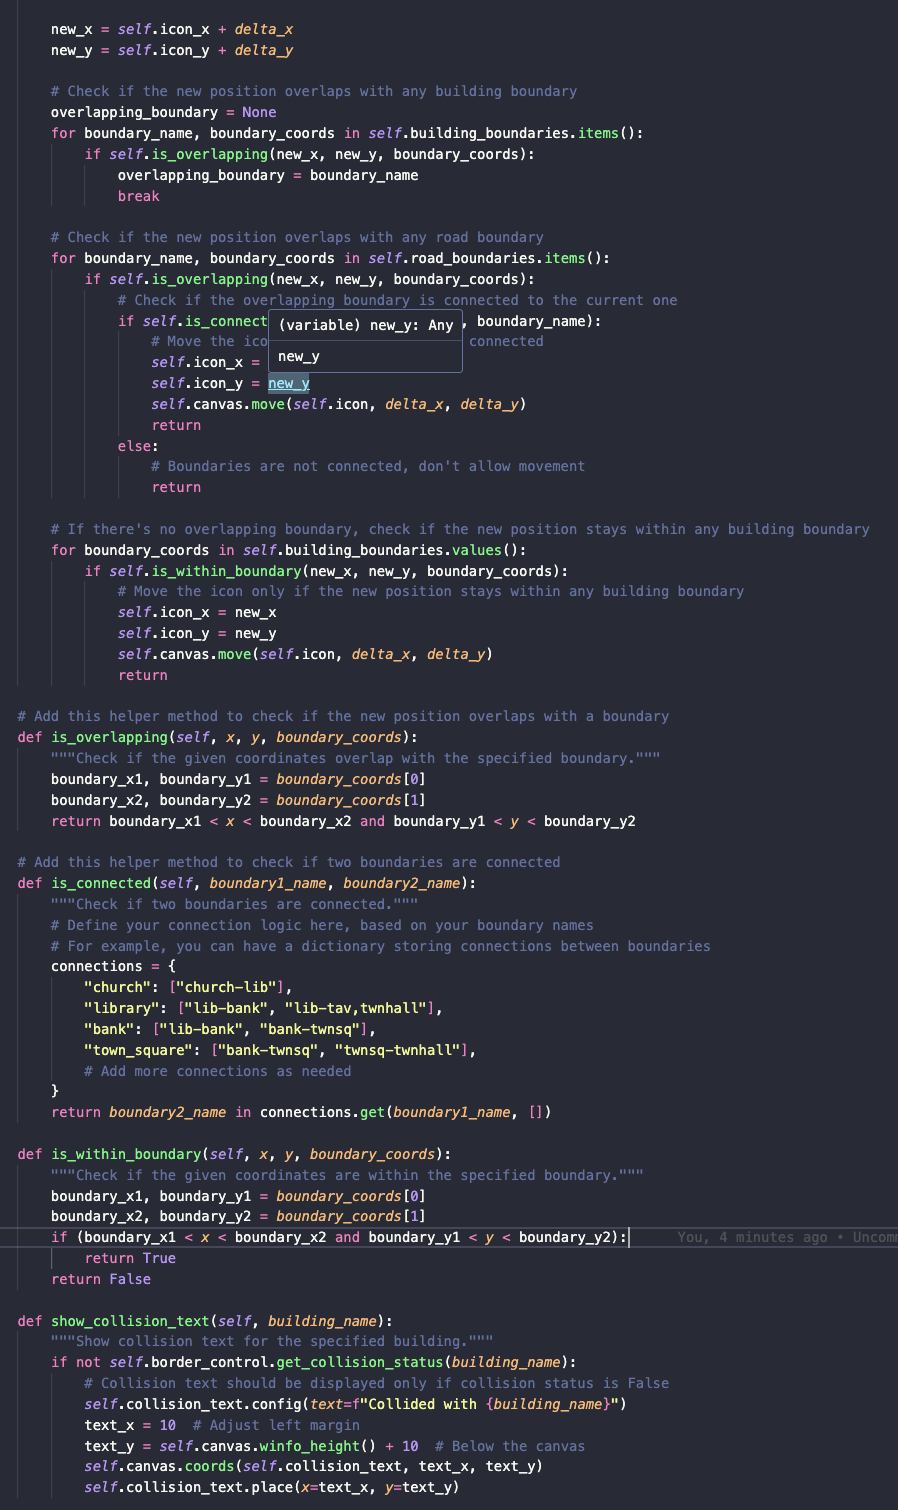 new_x = self.icon_x + delta_x
new_y = self.icon_y + delta_y
# Check if the new position overlaps with any building boundary
overlapping_boundary = None
for boundary_name, boundary_coords in self.building_boundaries.items():
if self.is_overlapping(new_x, new_y, boundary_coords):
overlapping_boundary = boundary_name
break
# Check if the new position overlaps with any road boundary
for boundary_name, boundary_coords in self.road_boundaries.items():
if self.is_overlapping(new_x, new_y, boundary_coords):
# Check if the overlapping boundary is connected to the current one
if self.is_connect (variable) new_y: Any , boundary_name):
# Move the ico connected
self.icon_x = new_y
self.icon_y = new_y
self.canvas.move(self.icon, delta_x, delta_y)
return
else:
# Boundaries are not connected, don't allow movement
return
# If there's no overlapping boundary, check if the new position stays within any building boundary
for boundary_coords in self.building_boundaries.values():
if self.is_within_boundary(new_x, new_y, boundary_coords):
# Move the icon only if the new position stays within any building boundary
self.icon_x = new_x
self.icon_y = new_y
self.canvas.move(self.icon, delta_x, delta_y)
return
# Add this helper method to check if the new position overlaps with a boundary
def is_overlapping(self, x, y, boundary_coords):
"""Check if the given coordinates overlap with the specified boundary."""
boundary_x1, boundary_y1 = boundary_coords[0]
boundary_x2, boundary_y2 = boundary_coords[1]
return boundary_x1 < x < boundary_x2 and boundary_y1 < y < boundary_y2
# Add this helper method to check if two boundaries are connected
def is_connected(self, boundary1_name, boundary2_name):
"""Check if two boundaries are connected."""
# Define your connection logic here, based on your boundary names
# For example, you can have a dictionary storing connections between boundaries
connections = {
"church": ["church-lib"],
"library": ["lib-bank", "lib-tav,twnhall"],
"bank": ["lib-bank", "bank-twnsq"],
"town_square": ["bank-twnsq", "twnsq-twnhall"],
# Add more connections as needed
}
return boundary2_name in connections.get(boundary1_name, [])
def is_within_boundary(self, x, y, boundary_coords):
"""Check if the given coordinates are within the specified boundary."""
boundary_x1, boundary_y1 = boundary_coords[0]
boundary_x2, boundary_y2 = boundary_coords[1]
if (boundary_x1 < x < boundary_x2 and boundary_y1 < y < boundary_y2): You, 4 minutes ago • Uncomm
return True
return False
def show_collision_text(self, building_name):
"""Show collision text for the specified building."""
if not self.border_control.get_collision_status(building_name):
# Collision text should be displayed only if collision status is False
self.collision_text.config(text=f"Collided with {building_name}")
text_x = 10 # Adjust left margin
text_y = self.canvas.winfo_height() + 10 # Below the canvas
self.canvas.coords(self.collision_text, text_x, text_y)
self.collision_text.place(x=text_x, y=text_y)